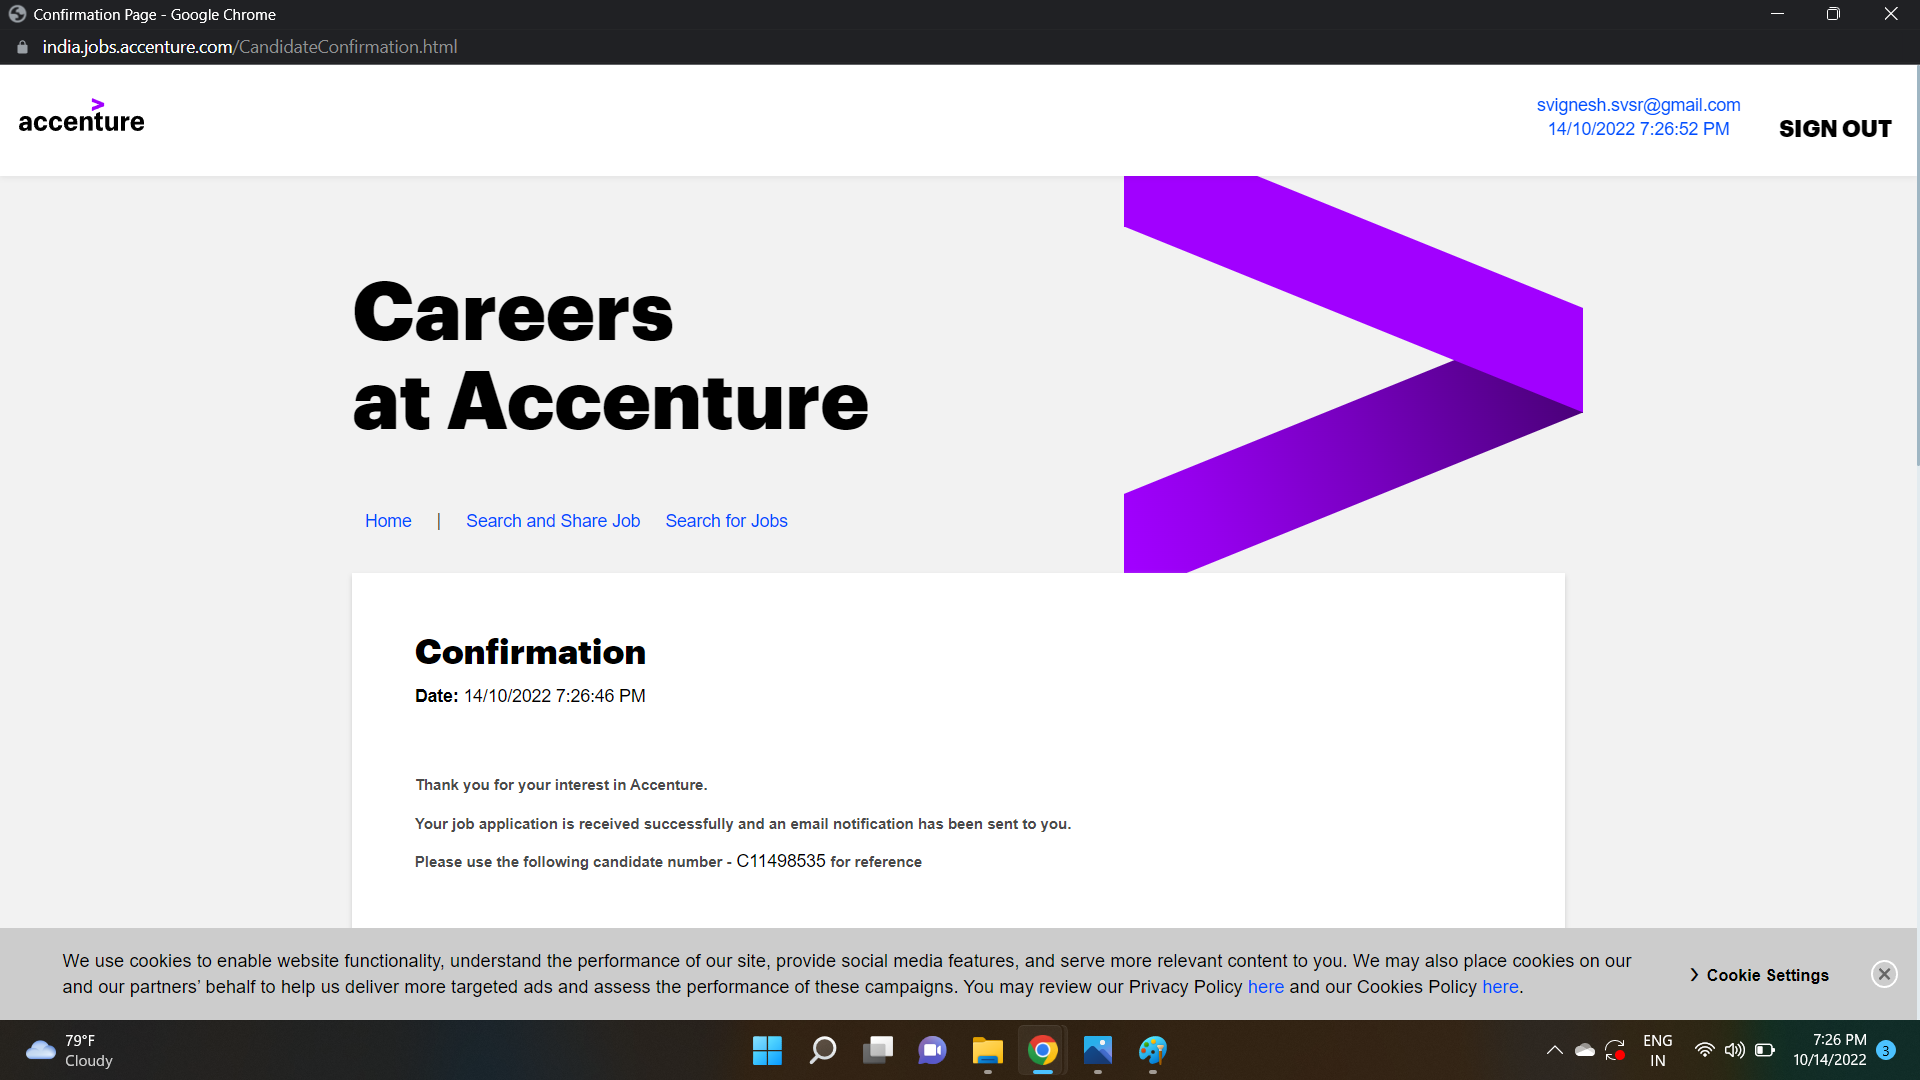 Confirmation Page - Google Chrome
india.jobs.accenture.com/CandidateConfirmation.html
>
accenture
svignesh.svsr@gmail.com
14/10/2022 7:26:52 PM
SIGN OUT
Careers
at Accenture
Home | Search and Share Job Search for Jobs
Confirmation
Date: 14/10/2022 7:26:46 PM
Thank you for your interest in Accenture.
Your job application is received successfully and an email notification has been sent to you.
Please use the following candidate number - C11498535 for reference
We use cookies to enable website functionality, understand the performance of our site, provide social media features, and serve more relevant content to you. We may also place cookies on our
and our partners’ behalf to help us deliver more targeted ads and assess the performance of these campaigns. You may review our Privacy Policy here and our Cookies Policy here.
Cookie Settings
79°F
Cloudy
ENG
IN
7:26 PM
10/14/2022
3